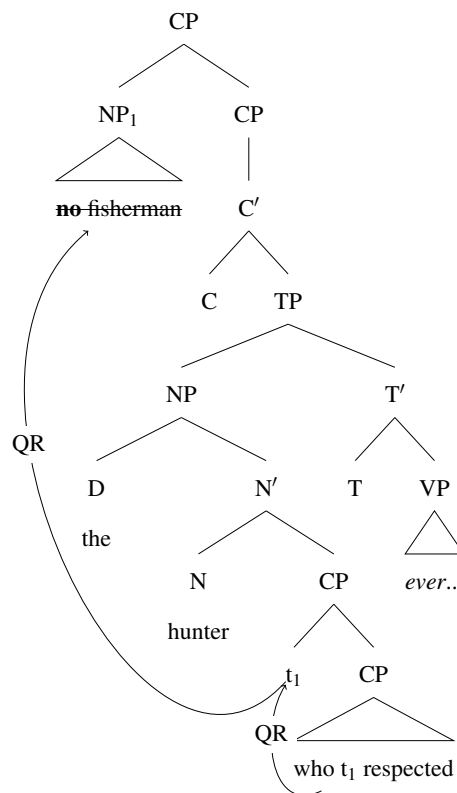 CP
NP₁ CP
no fisherman C′
C TP
NP T′
QR
D N′ T VP
the ever..
N CP
hunter
t₁ CP
QR
who t₁ respected